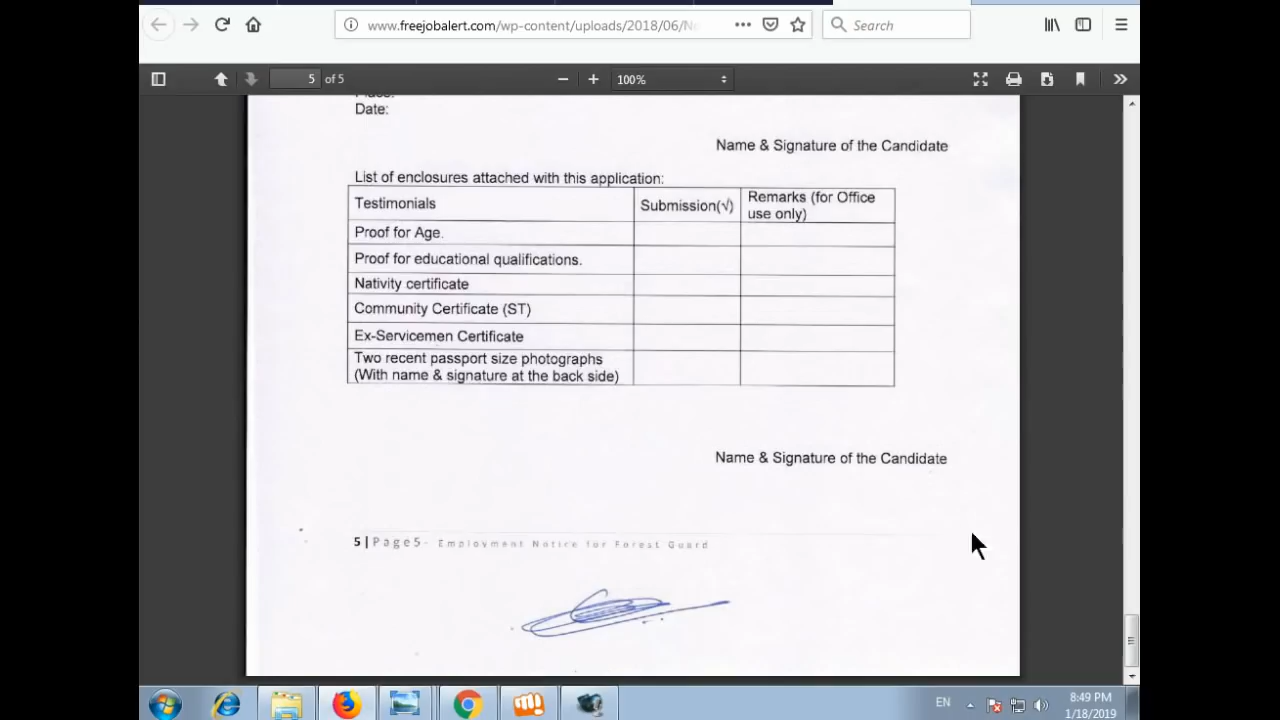 www.freejobalert.com/wp-content/uploads/2018/06/N
Search
5 of 5
100%
Place:
Date:
Name & Signature of the Candidate
List of enclosures attached with this application:
Testimonials Submission(√) Remarks (for Office use only)
Proof for Age.
Proof for educational qualifications.
Nativity certificate
Community Certificate (ST)
Ex-Servicemen Certificate
Two recent passport size photographs
(With name & signature at the back side)
Name & Signature of the Candidate
5 | Page5- Employment Notice for Forest Guard
EN
8:49 PM
1/18/2019